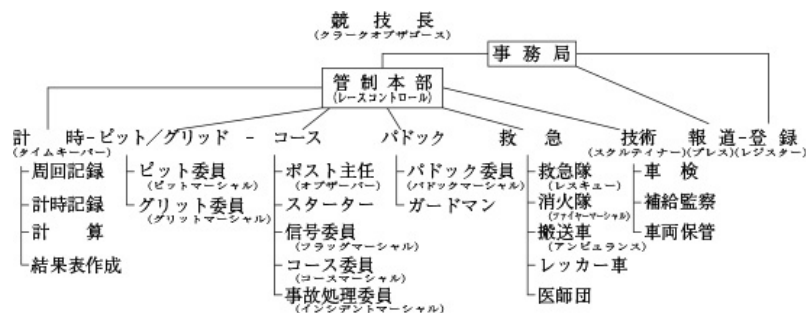 競技長
(クラークオブザゴース)
事務局
管制本部
(レースコントロール)
計時-ピット/グリッド-コース パドック 救急 技術 報道-登録
(タイムキーパー) (スクルティナー) (プレス) (レジスター)
周回記録
計時記録
計算
結果表作成
ピット委員
(ピットマーシャル)
グリット委員
(グリットマーシャル)
ポスト主任
(オブザーバー)
スターター
信号委員
(フラッグマーシャル)
コース委員
(コースマーシャル)
事故処理委員
(インシデントマーシャル)
パドック委員
(パドックマーシャル)
ガードマン
救急隊
(レスキュー)
消火隊
(ファイヤーマーシャル)
搬送車
(アンビュランス)
レッカー車
医師団
車検
補給監察
車両保管